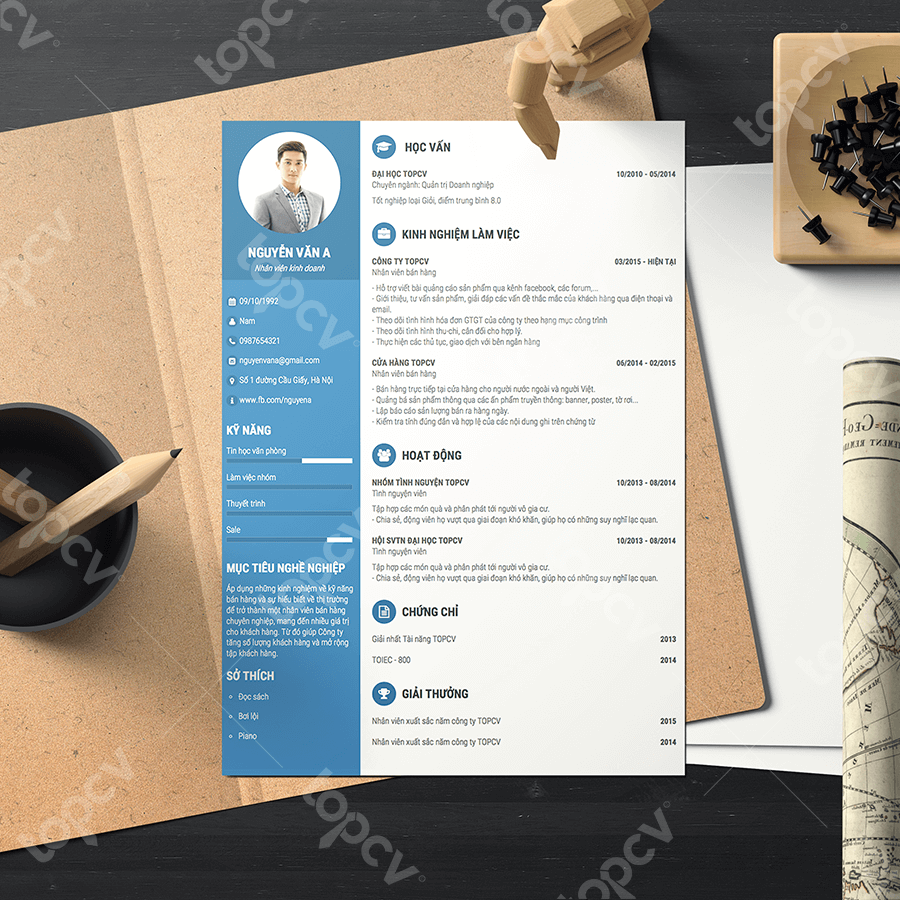 NGUYỄN VĂN A
Nhân viên kinh doanh
09/10/1992
Nam
0987654321
nguyenvana@gmail.com
Số 1 đường Cầu Giấy, Hà Nội
www.fb.com/nguyena
KỸ NĂNG
Tin học văn phòng
Làm việc nhóm
Thuyết trình
Sale
MỤC TIÊU NGHỀ NGHIỆP
Áp dụng những kinh nghiệm về kỹ năng
bán hàng và sự hiểu biết về thị trường
để trở thành một nhân viên bán hàng
chuyên nghiệp, mang đến nhiều giá trị
cho khách hàng. Từ đó giúp Công ty
tăng số lượng khách hàng và mở rộng
tập khách hàng.
SỞ THÍCH
Đọc sách
Bơi lội
Piano
HỌC VẤN
ĐẠI HỌC TOPCV 10/2010 - 05/2014
Chuyên ngành: Quản trị Doanh nghiệp
Tốt nghiệp loại Giỏi, điểm trung bình 8.0
KINH NGHIỆM LÀM VIỆC
CÔNG TY TOPCV 03/2015 - HIỆN TẠI
Nhân viên bán hàng
- Hỗ trợ viết bài quảng cáo sản phẩm qua kênh facebook, các forum,...
- Giới thiệu, tư vấn sản phẩm, giải đáp các vấn đề thắc mắc của khách hàng qua điện thoại và
email.
- Theo dõi tình hình hóa đơn GTGT của công ty theo hạng mục công trình
- Theo dõi tình hình thu-chi, cân đối cho hợp lý.
- Thực hiện các thủ tục, giao dịch với bên ngân hàng
CỬA HÀNG TOPCV 06/2014 - 02/2015
Nhân viên bán hàng
- Bán hàng trực tiếp tại cửa hàng cho người nước ngoài và người Việt.
- Quảng bá sản phẩm thông qua các ấn phẩm truyền thông: banner, poster, tờ rơi...
- Lập báo cáo sản lượng bán ra hàng ngày.
- Kiểm tra tính đúng đắn và hợp lệ của các nội dung ghi trên chứng từ
HOẠT ĐỘNG
NHÓM TÌNH NGUYỆN TOPCV 10/2013 - 08/2014
Tình nguyện viên
Tập hợp các món quà và phân phát tới người vô gia cư.
- Chia sẻ, động viên họ vượt qua giai đoạn khó khăn, giúp họ có những suy nghĩ lạc quan.
HỘI SVTN ĐẠI HỌC TOPCV 10/2013 - 08/2014
Tình nguyện viên
Tập hợp các món quà và phân phát tới người vô gia cư.
- Chia sẻ, động viên họ vượt qua giai đoạn khó khăn, giúp họ có những suy nghĩ lạc quan.
CHỨNG CHỈ
Giải nhất Tài năng TOPCV 2013
TOIEC - 800 2014
GIẢI THƯỞNG
Nhân viên xuất sắc năm công ty TOPCV 2015
Nhân viên xuất sắc năm công ty TOPCV 2014
topcv
topcv
topcv
topcv
topcv
topcv
topcv
topcv